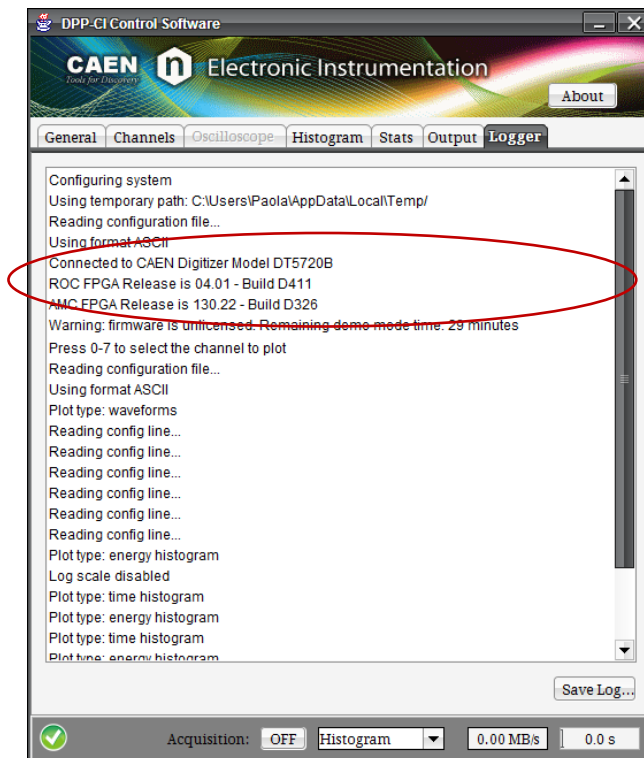 DPP-CI Control Software
CAEN
Tools for Discovery
n
Electronic Instrumentation
About
General Channels Oscilloscope Histogram Stats Output Logger
Configuring system
Using temporary path: C:\Users\Paola\AppData\Local\Temp/
Reading configuration file...
Using format ASCII
Connected to CAEN Digitizer Model DT5720B
ROC FPGA Release is 04.01 - Build D411
AMC FPGA Release is 130.22 - Build D326
Warning: firmware is unlicensed. Remaining demo mode time: 29 minutes
Press 0-7 to select the channel to plot
Reading configuration file...
Using format ASCII
Plot type: waveforms
Reading config line...
Reading config line...
Reading config line...
Reading config line...
Reading config line...
Reading config line...
Plot type: energy histogram
Log scale disabled
Plot type: time histogram
Plot type: energy histogram
Plot type: time histogram
Plot type: energy histogram
Save Log...
Acquisition: OFF Histogram 0.00 MB/s 0.0 s